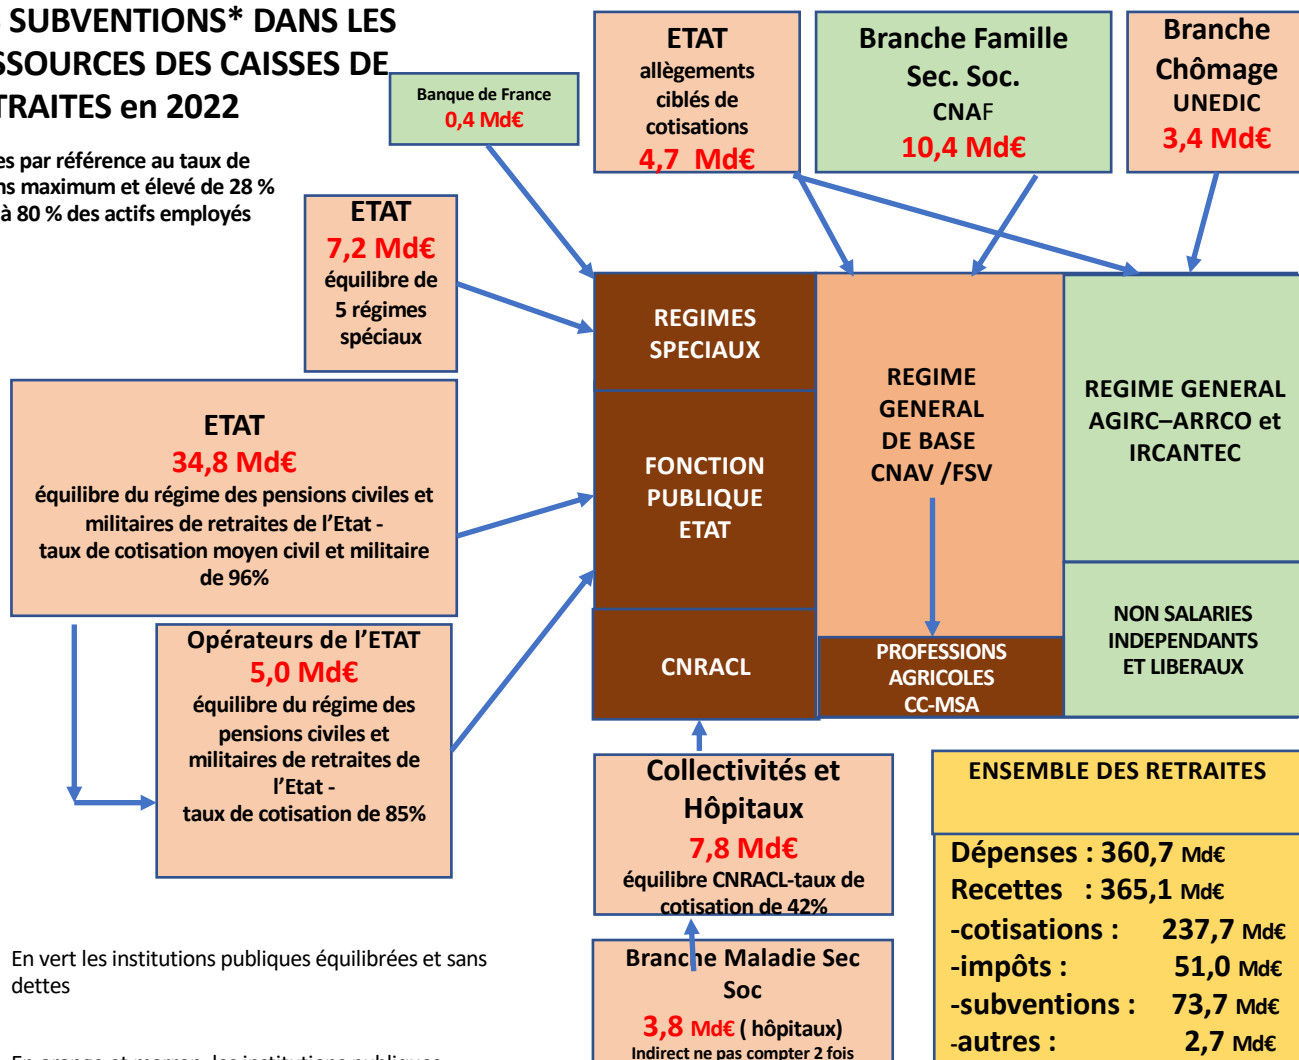 SUBVENTIONS* DANS LES
SSOURCES DES CAISSES DE
TRAITES en 2022
es par référence au taux de
ns maximum et élevé de 28 %
à 80 % des actifs employés
Banque de France
0,4 Md€
ETAT
allègements
ciblés de
cotisations
4,7 Md€
Branche Famille
Sec. Soc.
CNAF
10,4 Md€
Branche
Chômage
UNEDIC
3,4 Md€
ETAT
7,2 Md€
équilibre de
5 régimes
spéciaux
ETAT
34,8 Md€
équilibre du régime des pensions civiles et
militaires de retraites de l’Etat -
taux de cotisation moyen civil et militaire
de 96%
Opérateurs de l’ETAT
5,0 Md€
équilibre du régime des
pensions civiles et
militaires de retraites de
l’Etat -
taux de cotisation de 85%
REGIMES
SPECIAUX
FONCTION
PUBLIQUE
ETAT
CNRACL
REGIME
GENERAL
DE BASE
CNAV /FSV
PROFESSIONS
AGRICOLES
CC-MSA
REGIME GENERAL
AGIRC–ARRCO et
IRCANTEC
NON SALARIES
INDEPENDANTS
ET LIBERAUX
Collectivités et
Hôpitaux
7,8 Md€
équilibre CNRACL-taux de
cotisation de 42%
Branche Maladie Sec
Soc
3,8 Md€ ( hôpitaux)
Indirect ne pas compter 2 fois
ENSEMBLE DES RETRAITES
Dépenses : 360,7 Md€
Recettes : 365,1 Md€
-cotisations : 237,7 Md€
-impôts : 51,0 Md€
-subventions : 73,7 Md€
-autres : 2,7 Md€
En vert les institutions publiques équilibrées et sans
dettes
En orange et marron, les institutions publiques